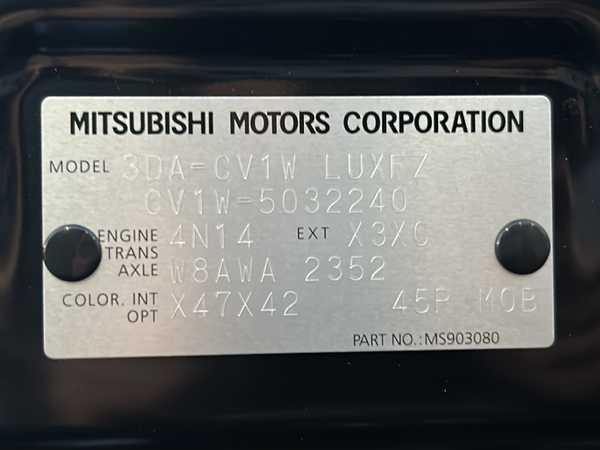 MITSUBISHI MOTORS CORPORATION
MODEL 3DA-CV1W LUXFZ
CV1W-5032240
ENGINE 4N14 EXT X3XC
TRANS
AXLE W8AWA 2352
COLOR. INT X47X42 45P M0B
OPT
PART NO.:MS903080